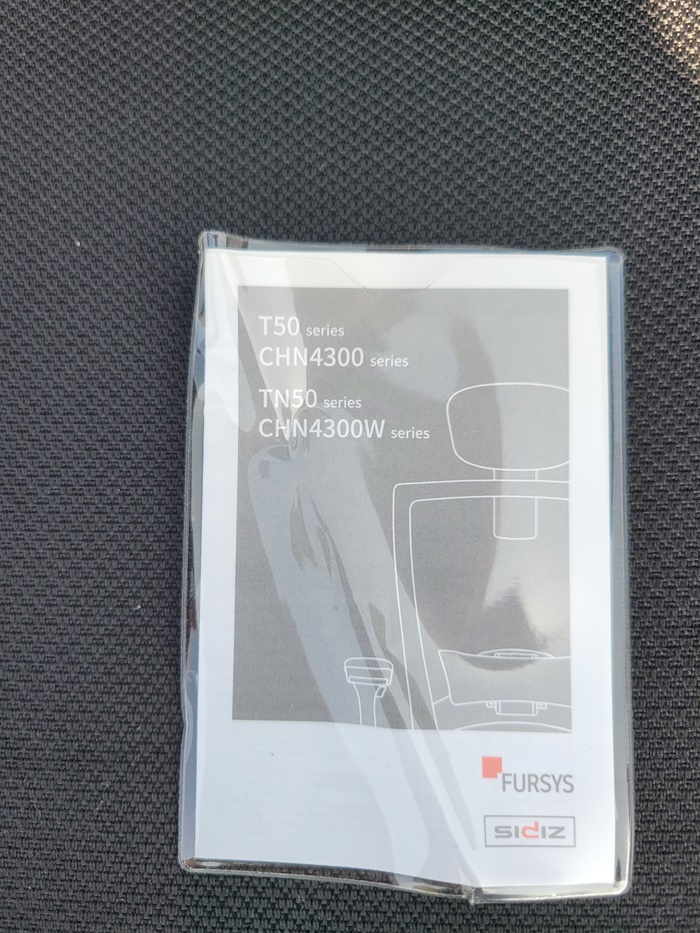 T50 series
CHN4300 series
TN50 series
CHN4300W series
FURSYS
SIDIZ